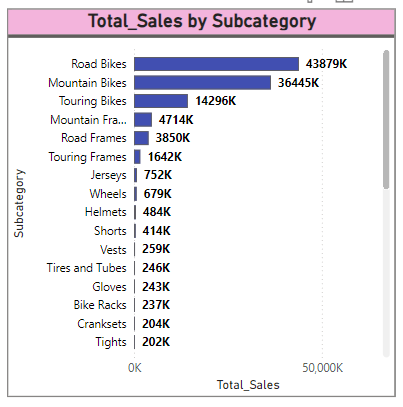 Total_Sales by Subcategory
Subcategory
Road Bikes 43879K
Mountain Bikes 36445K
Touring Bikes 14296K
Mountain Fra... 4714K
Road Frames 3850K
Touring Frames 1642K
Jerseys 752K
Wheels 679K
Helmets 484K
Shorts 414K
Vests 259K
Tires and Tubes 246K
Gloves 243K
Bike Racks 237K
Cranksets 204K
Tights 202K
0K 50,000K
Total_Sales